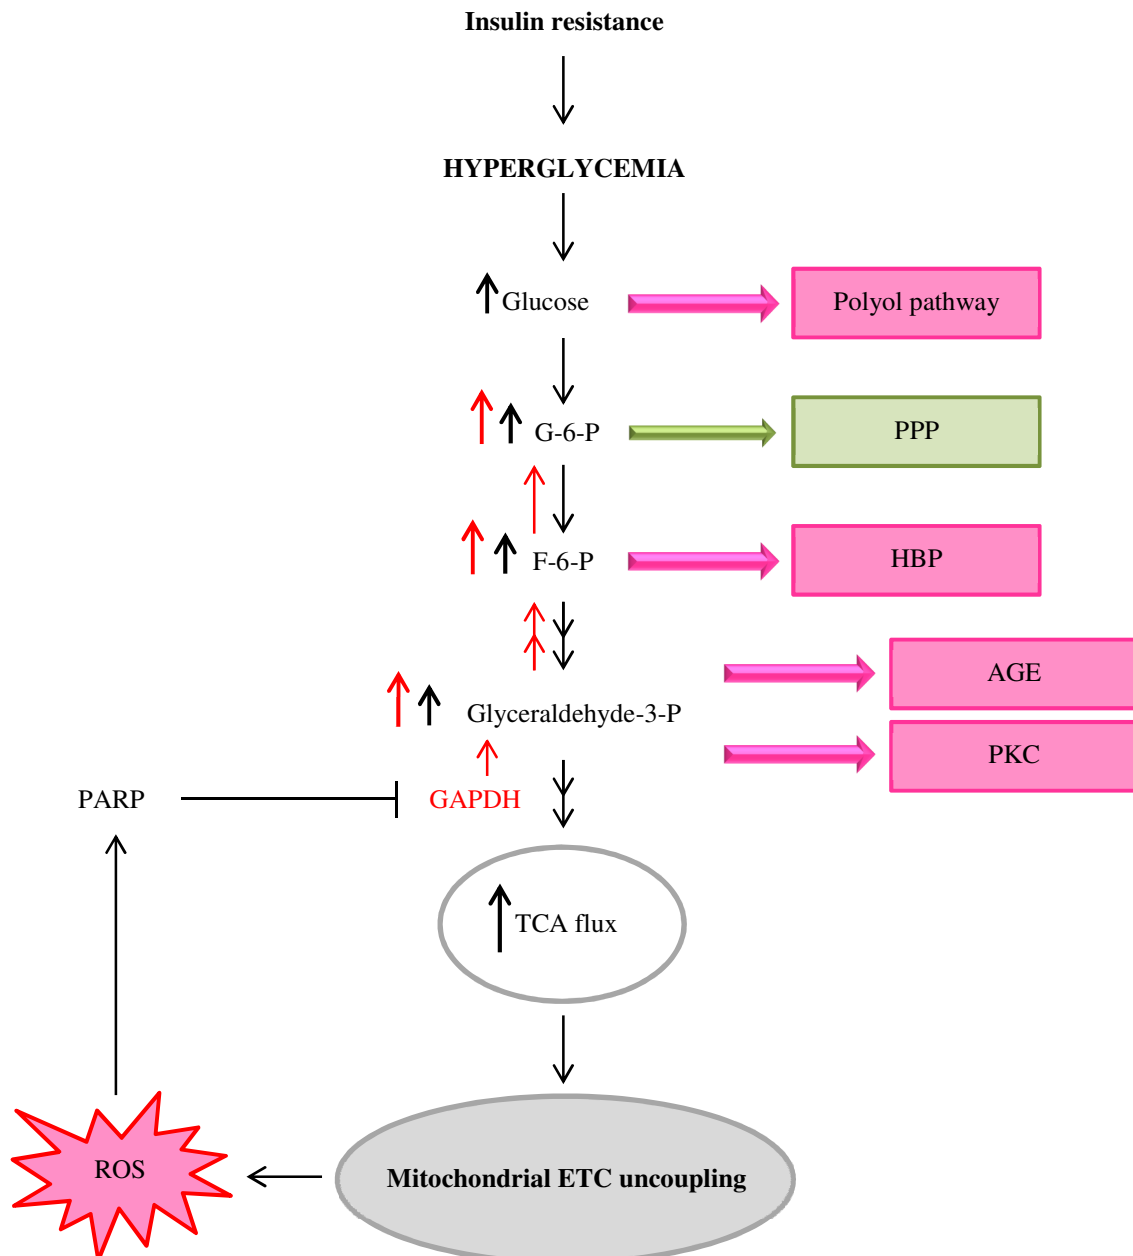 Insulin resistance
HYPERGLYCEMIA
Glucose
Polyol pathway
G-6-P
PPP
F-6-P
HBP
AGE
Glyceraldehyde-3-P
PKC
PARP
GAPDH
TCA flux
ROS
Mitochondrial ETC uncoupling